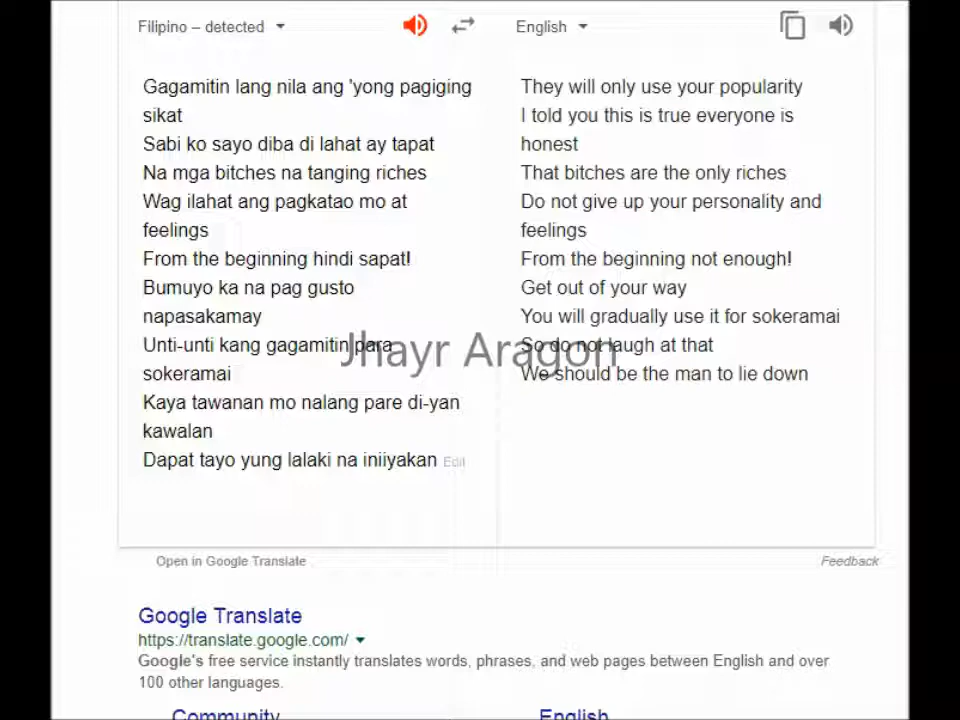 Filipino – detected
English
Gagamitin lang nila ang 'yong pagiging
sikat
Sabi ko sayo diba di lahat ay tapat
Na mga bitches na tanging riches
Wag ilahat ang pagkatao mo at
feelings
From the beginning hindi sapat!
Bumuyo ka na pag gusto
napasakamay
Unti-unti kang gagamitin para
sokeramai
Kaya tawanan mo nalang pare di-yan
kawalan
Dapat tayo yung lalaki na iniiyakan Edit
They will only use your popularity
I told you this is true everyone is
honest
That bitches are the only riches
Do not give up your personality and
feelings
From the beginning not enough!
Get out of your way
You will gradually use it for sokeramai
So do not laugh at that
We should be the man to lie down
Jhayr Aragon
Open in Google Translate
Feedback
Google Translate
https://translate.google.com/
Google's free service instantly translates words, phrases, and web pages between English and over
100 other languages.
Community
English